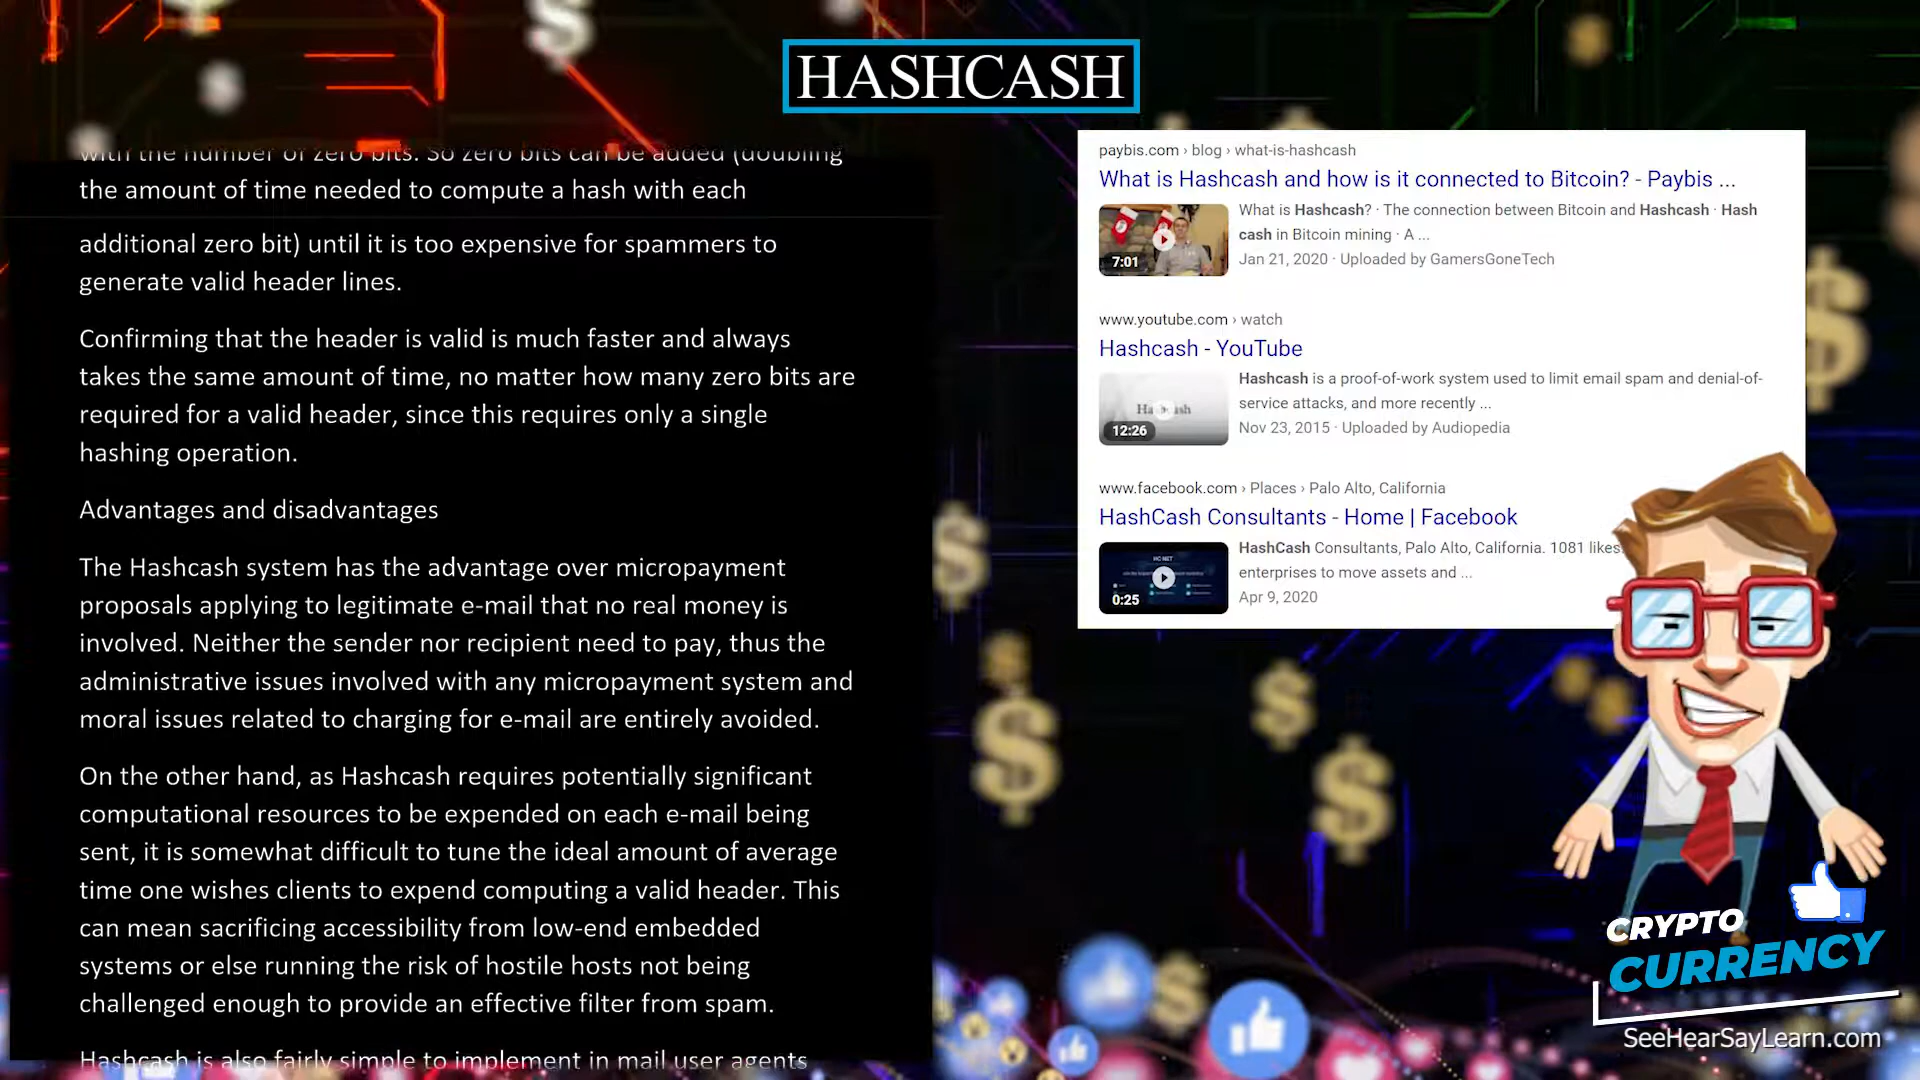 HASHCASH
with the number of zero bits. So zero bits can be added (doubling
the amount of time needed to compute a hash with each
additional zero bit) until it is too expensive for spammers to
generate valid header lines.
Confirming that the header is valid is much faster and always
takes the same amount of time, no matter how many zero bits are
required for a valid header, since this requires only a single
hashing operation.
Advantages and disadvantages
The Hashcash system has the advantage over micropayment
proposals applying to legitimate e-mail that no real money is
involved. Neither the sender nor recipient need to pay, thus the
administrative issues involved with any micropayment system and
moral issues related to charging for e-mail are entirely avoided.
On the other hand, as Hashcash requires potentially significant
computational resources to be expended on each e-mail being
sent, it is somewhat difficult to tune the ideal amount of average
time one wishes clients to expend computing a valid header. This
can mean sacrificing accessibility from low-end embedded
systems or else running the risk of hostile hosts not being
challenged enough to provide an effective filter from spam.
Hashcash is also fairly simple to implement in mail user agents
paybis.com › blog › what-is-hashcash
What is Hashcash and how is it connected to Bitcoin? - Paybis ...
What is Hashcash? · The connection between Bitcoin and Hashcash · Hash
cash in Bitcoin mining · A ...
7:01
Jan 21, 2020 · Uploaded by GamersGoneTech
www.youtube.com › watch
Hashcash - YouTube
Hashcash is a proof-of-work system used to limit email spam and denial-of-
service attacks, and more recently ...
12:26
Nov 23, 2015 · Uploaded by Audiopedia
www.facebook.com › Places › Palo Alto, California
HashCash Consultants - Home | Facebook
HashCash Consultants, Palo Alto, California. 1081 likes
enterprises to move assets and ...
HC NET
0:25
Apr 9, 2020
CRYPTO
CURRENCY
SeeHearSayLearn.com